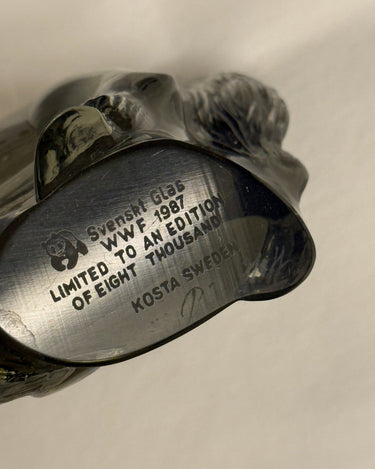 Svenskt Glas
WWF 1987
LIMITED TO AN EDITION
OF EIGHT THOUSAND
KOSTA SWEDEN